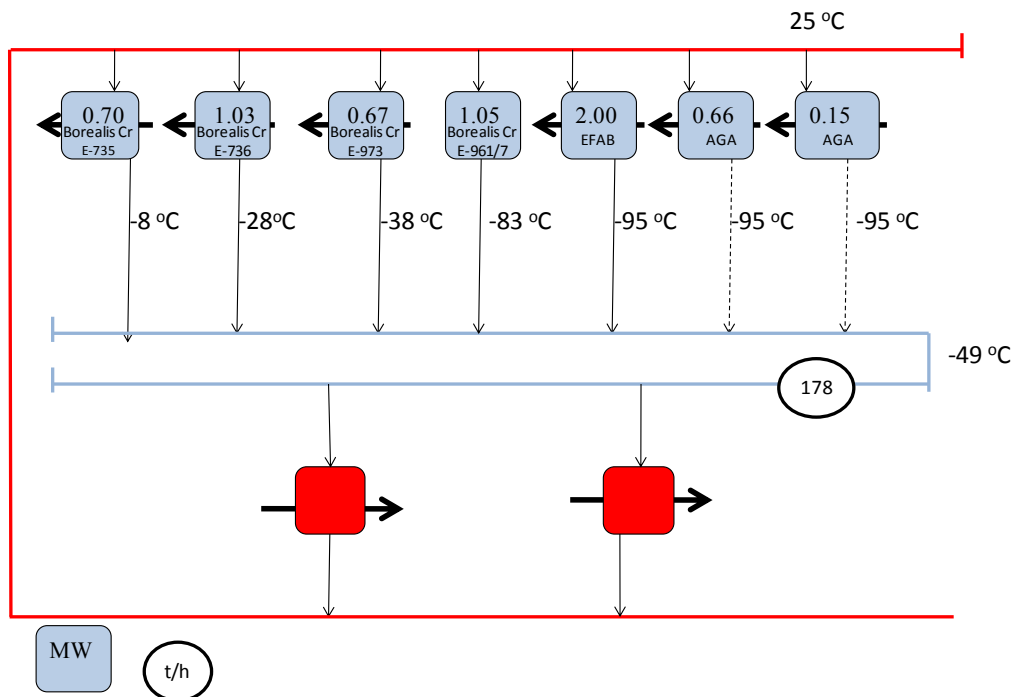 25 °C
0.70
Borealis Cr
E-735
1.03
Borealis Cr
E-736
0.67
Borealis Cr
E-973
1.05
Borealis Cr
E-961/7
2.00
EFAB
0.66
AGA
0.15
AGA
-8 °C
-28°C
-38 °C
-83 °C
-95 °C
-95 °C
-95 °C
-49 °C
178
MW
t/h